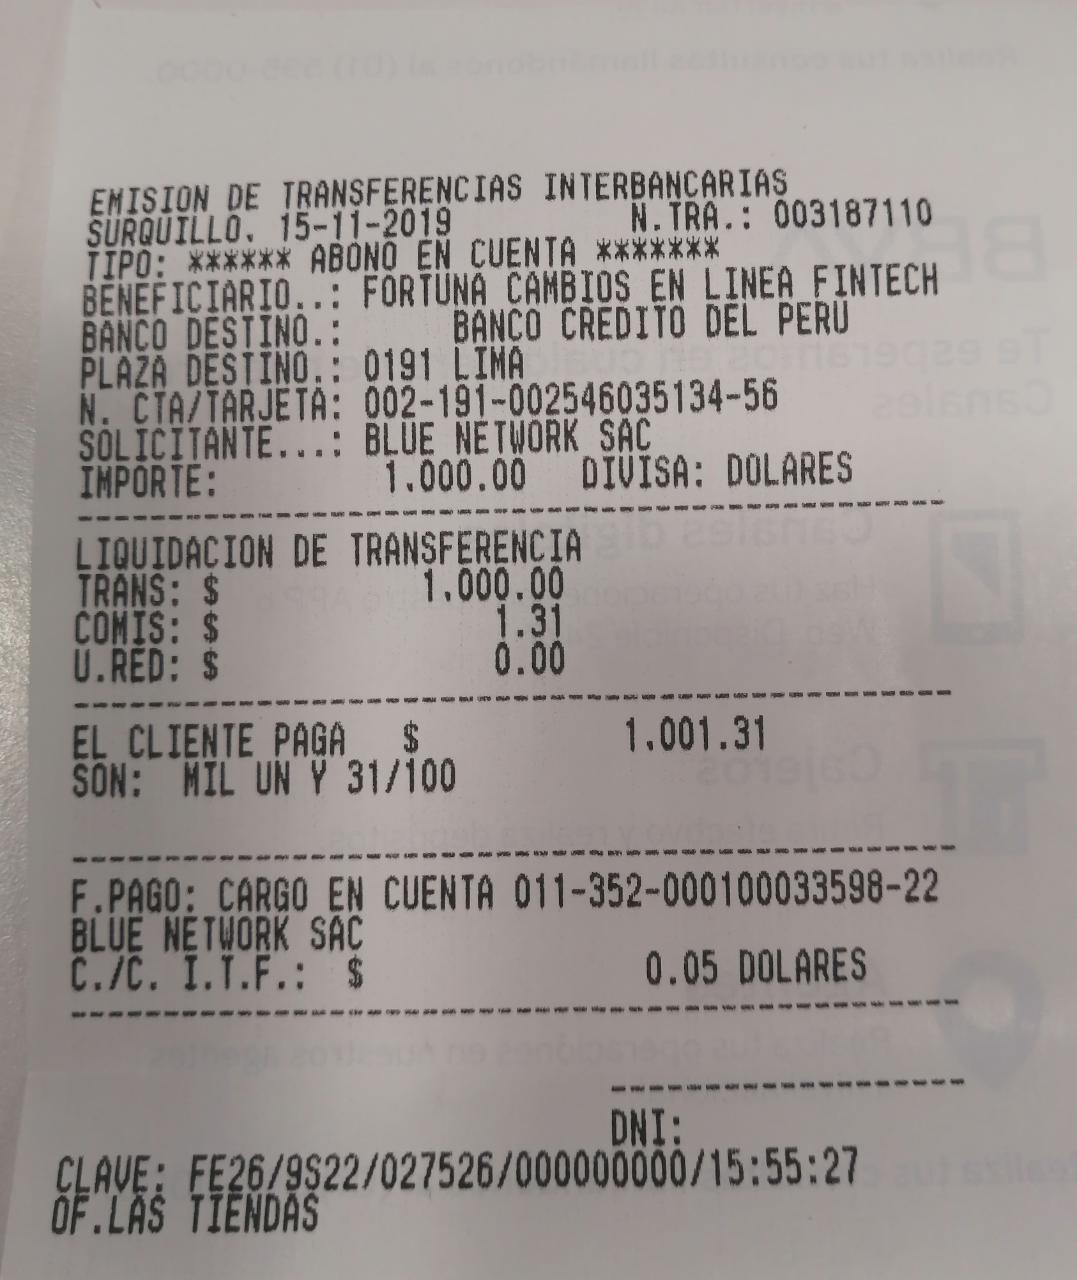 EMISION DE TRANSFERENCIAS INTERBANCARIAS
SURQUILLO. 15-11-2019 N.TRA.: 003187110
TIPO: ****** ABONO EN CUENTA *******
BENEFICIARIO..: FORTUNA CAMBIOS EN LINEA FINTECH
BANCO DESTINO.: BANCO CREDITO DEL PERU
PLAZA DESTINO.: 0191 LIMA
N. CTA/TARJETA: 002-191-002546035134-56
SOLICITANTE...: BLUE NETWORK SAC
IMPORTE: 1.000.00 DIVISA: DOLARES
LIQUIDACION DE TRANSFERENCIA
TRANS: $ 1.000.00
COMIS: $ 1.31
U.RED: $ 0.00
EL CLIENTE PAGA $ 1.001.31
SON: MIL UN Y 31/100
F.PAGO: CARGO EN CUENTA 011-352-000100033598-22
BLUE NETWORK SAC
C./C. I.T.F.: $ 0.05 DOLARES
DNI:
CLAVE: FE26/9S22/027526/000000000/15:55:27
OF.LAS TIENDAS